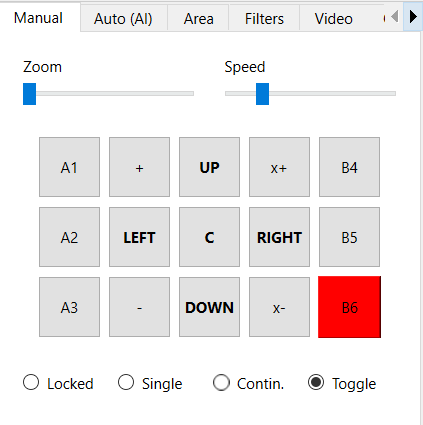 Manual Auto (AI) Area Filters Video
Zoom Speed
A1 + UP x+ B4
A2 LEFT C RIGHT B5
A3 - DOWN x- B6
Locked Single Contin. Toggle